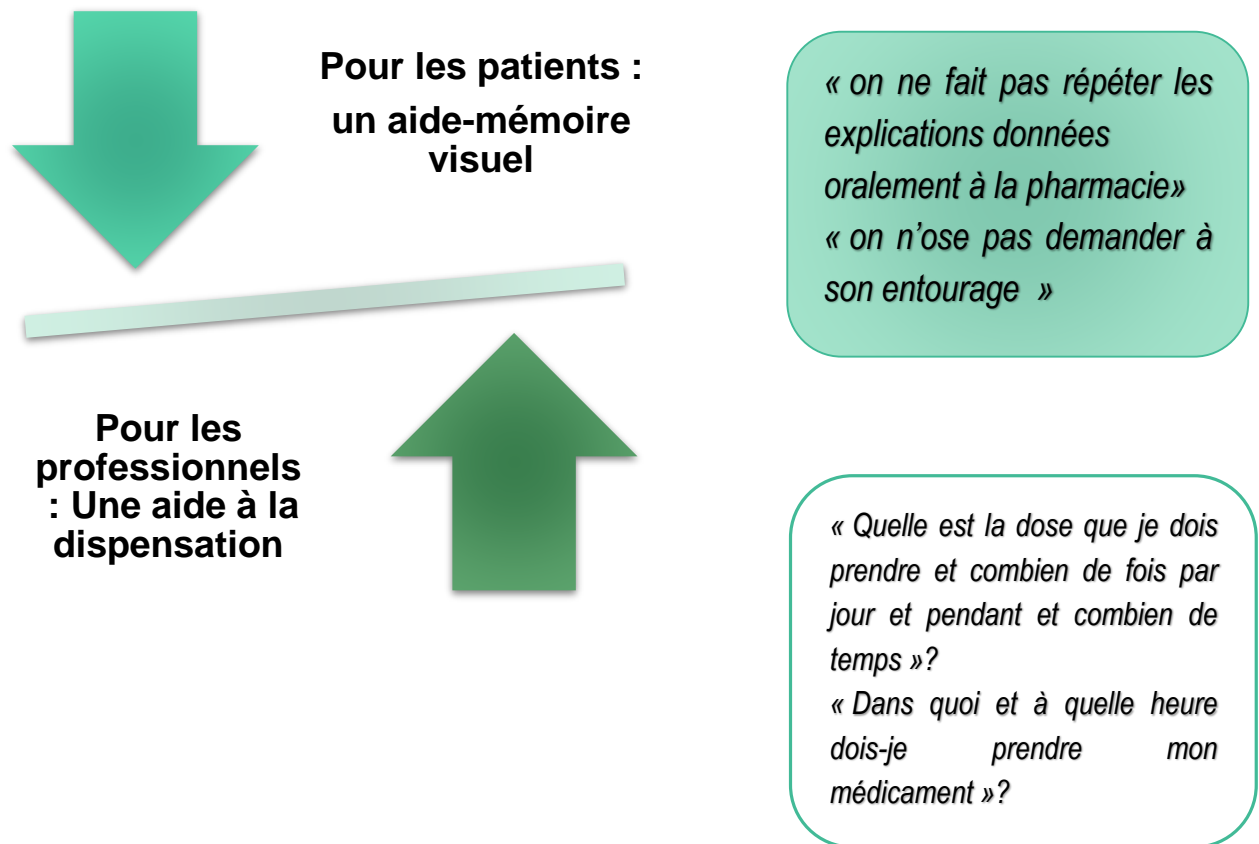 Pour les patients :
un aide-mémoire
visuel
« on ne fait pas répéter les
explications données
oralement à la pharmacie»
« on n’ose pas demander à
son entourage »
Pour les
professionnels
: Une aide à la
dispensation
« Quelle est la dose que je dois
prendre et combien de fois par
jour et pendant et combien de
temps »?
« Dans quoi et à quelle heure
dois-je prendre mon
médicament »?